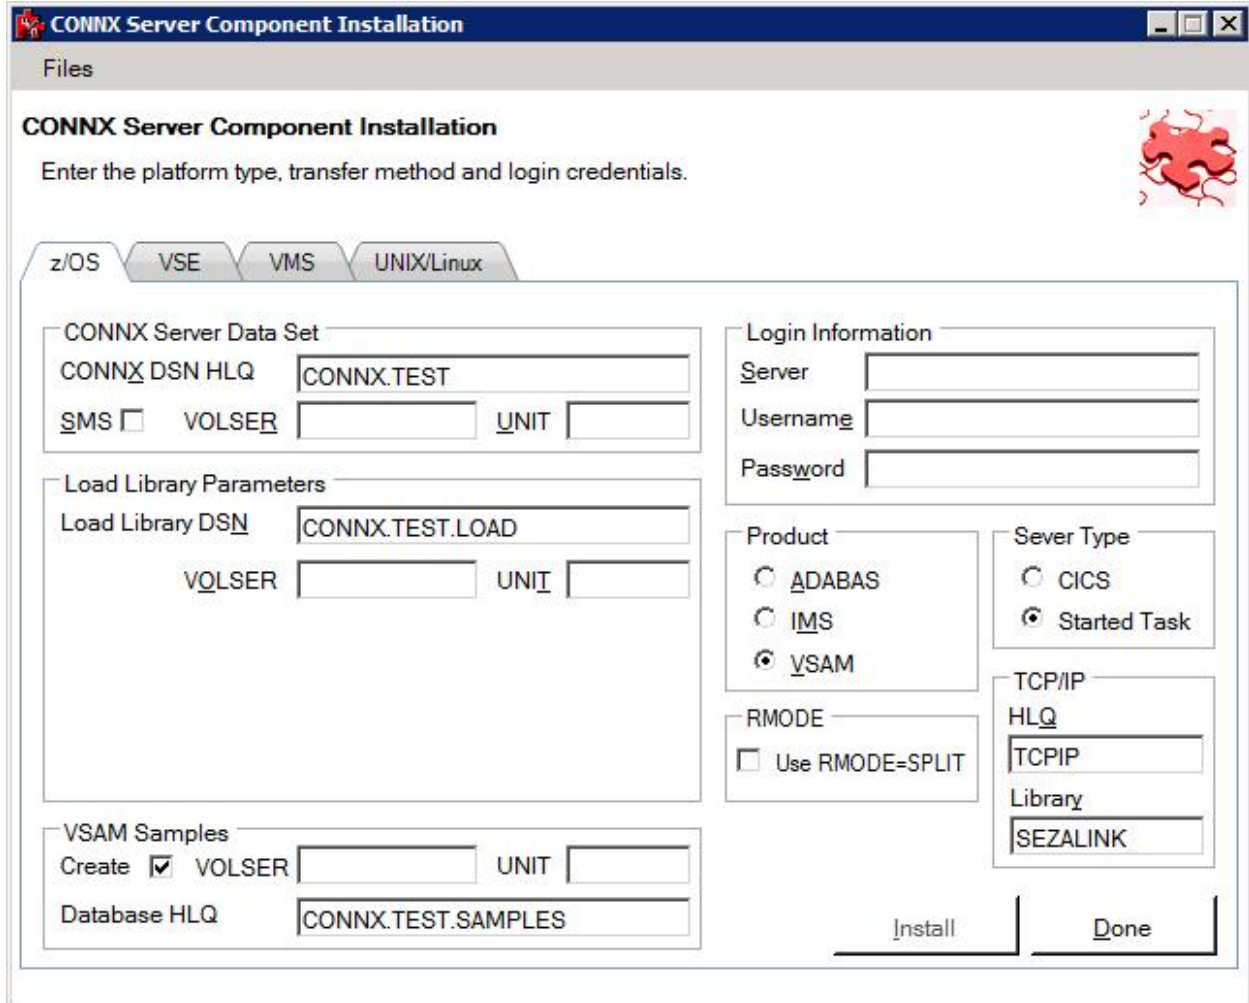 CONNX Server Component Installation
Files
CONNX Server Component Installation
Enter the platform type, transfer method and login credentials.
z/OS VSE VMS UNIX/Linux
CONNX Server Data Set
CONNX DSN HLQ CONNX.TEST
SMS VOLSER UNIT
Load Library Parameters
Load Library DSN CONNX.TEST.LOAD
VOLSER UNIT
VSAM Samples
Create VOLSER UNIT
Database HLQ CONNX.TEST.SAMPLES
Login Information
Server
Username
Password
Product
ADABAS
IMS
VSAM
Sever Type
CICS
Started Task
RMODE
Use RMODE=SPLIT
TCP/IP
HLQ
TCPIP
Library
SEZALINK
Install Done